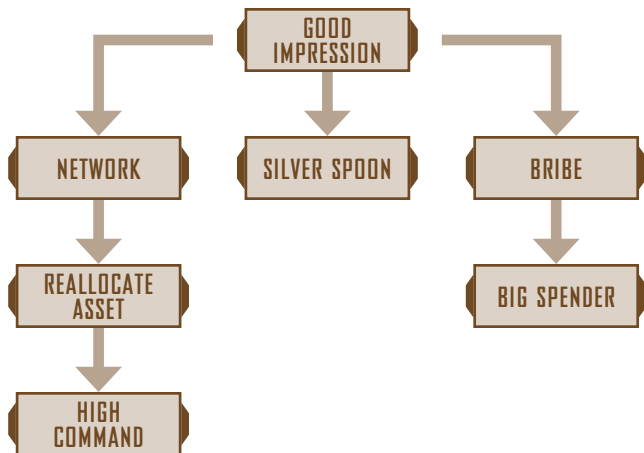 GOOD
IMPRESSION
NETWORK
SILVER SPOON
BRIBE
REALLOCATE
ASSET
BIG SPENDER
HIGH
COMMAND